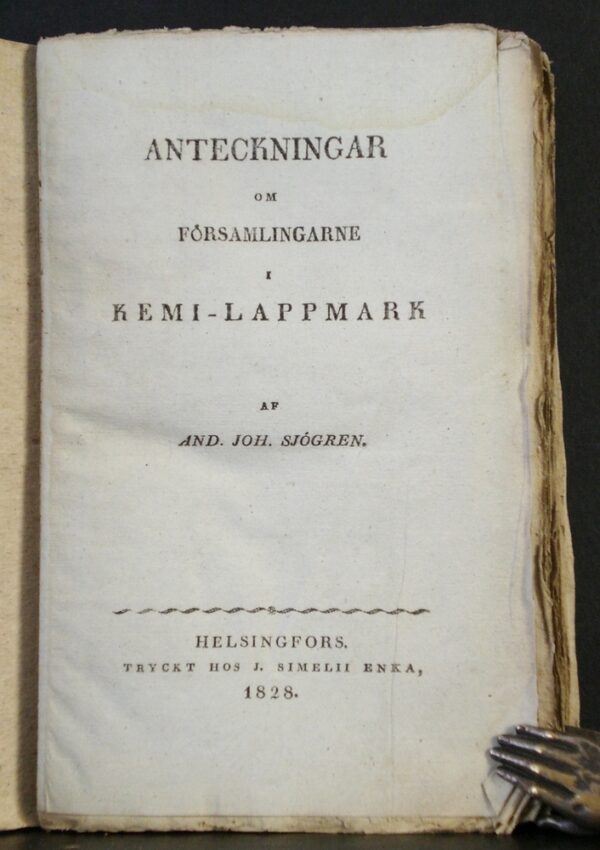 ANTECKNINGAR
OM
FÖRSAMLINGARNE
I
KEMI-LAPPMARK
AF
AND. JOH. SJÖGREN.
HELSINGFORS.
TRYCKT HOS J. SIMELII ENKA,
1828.